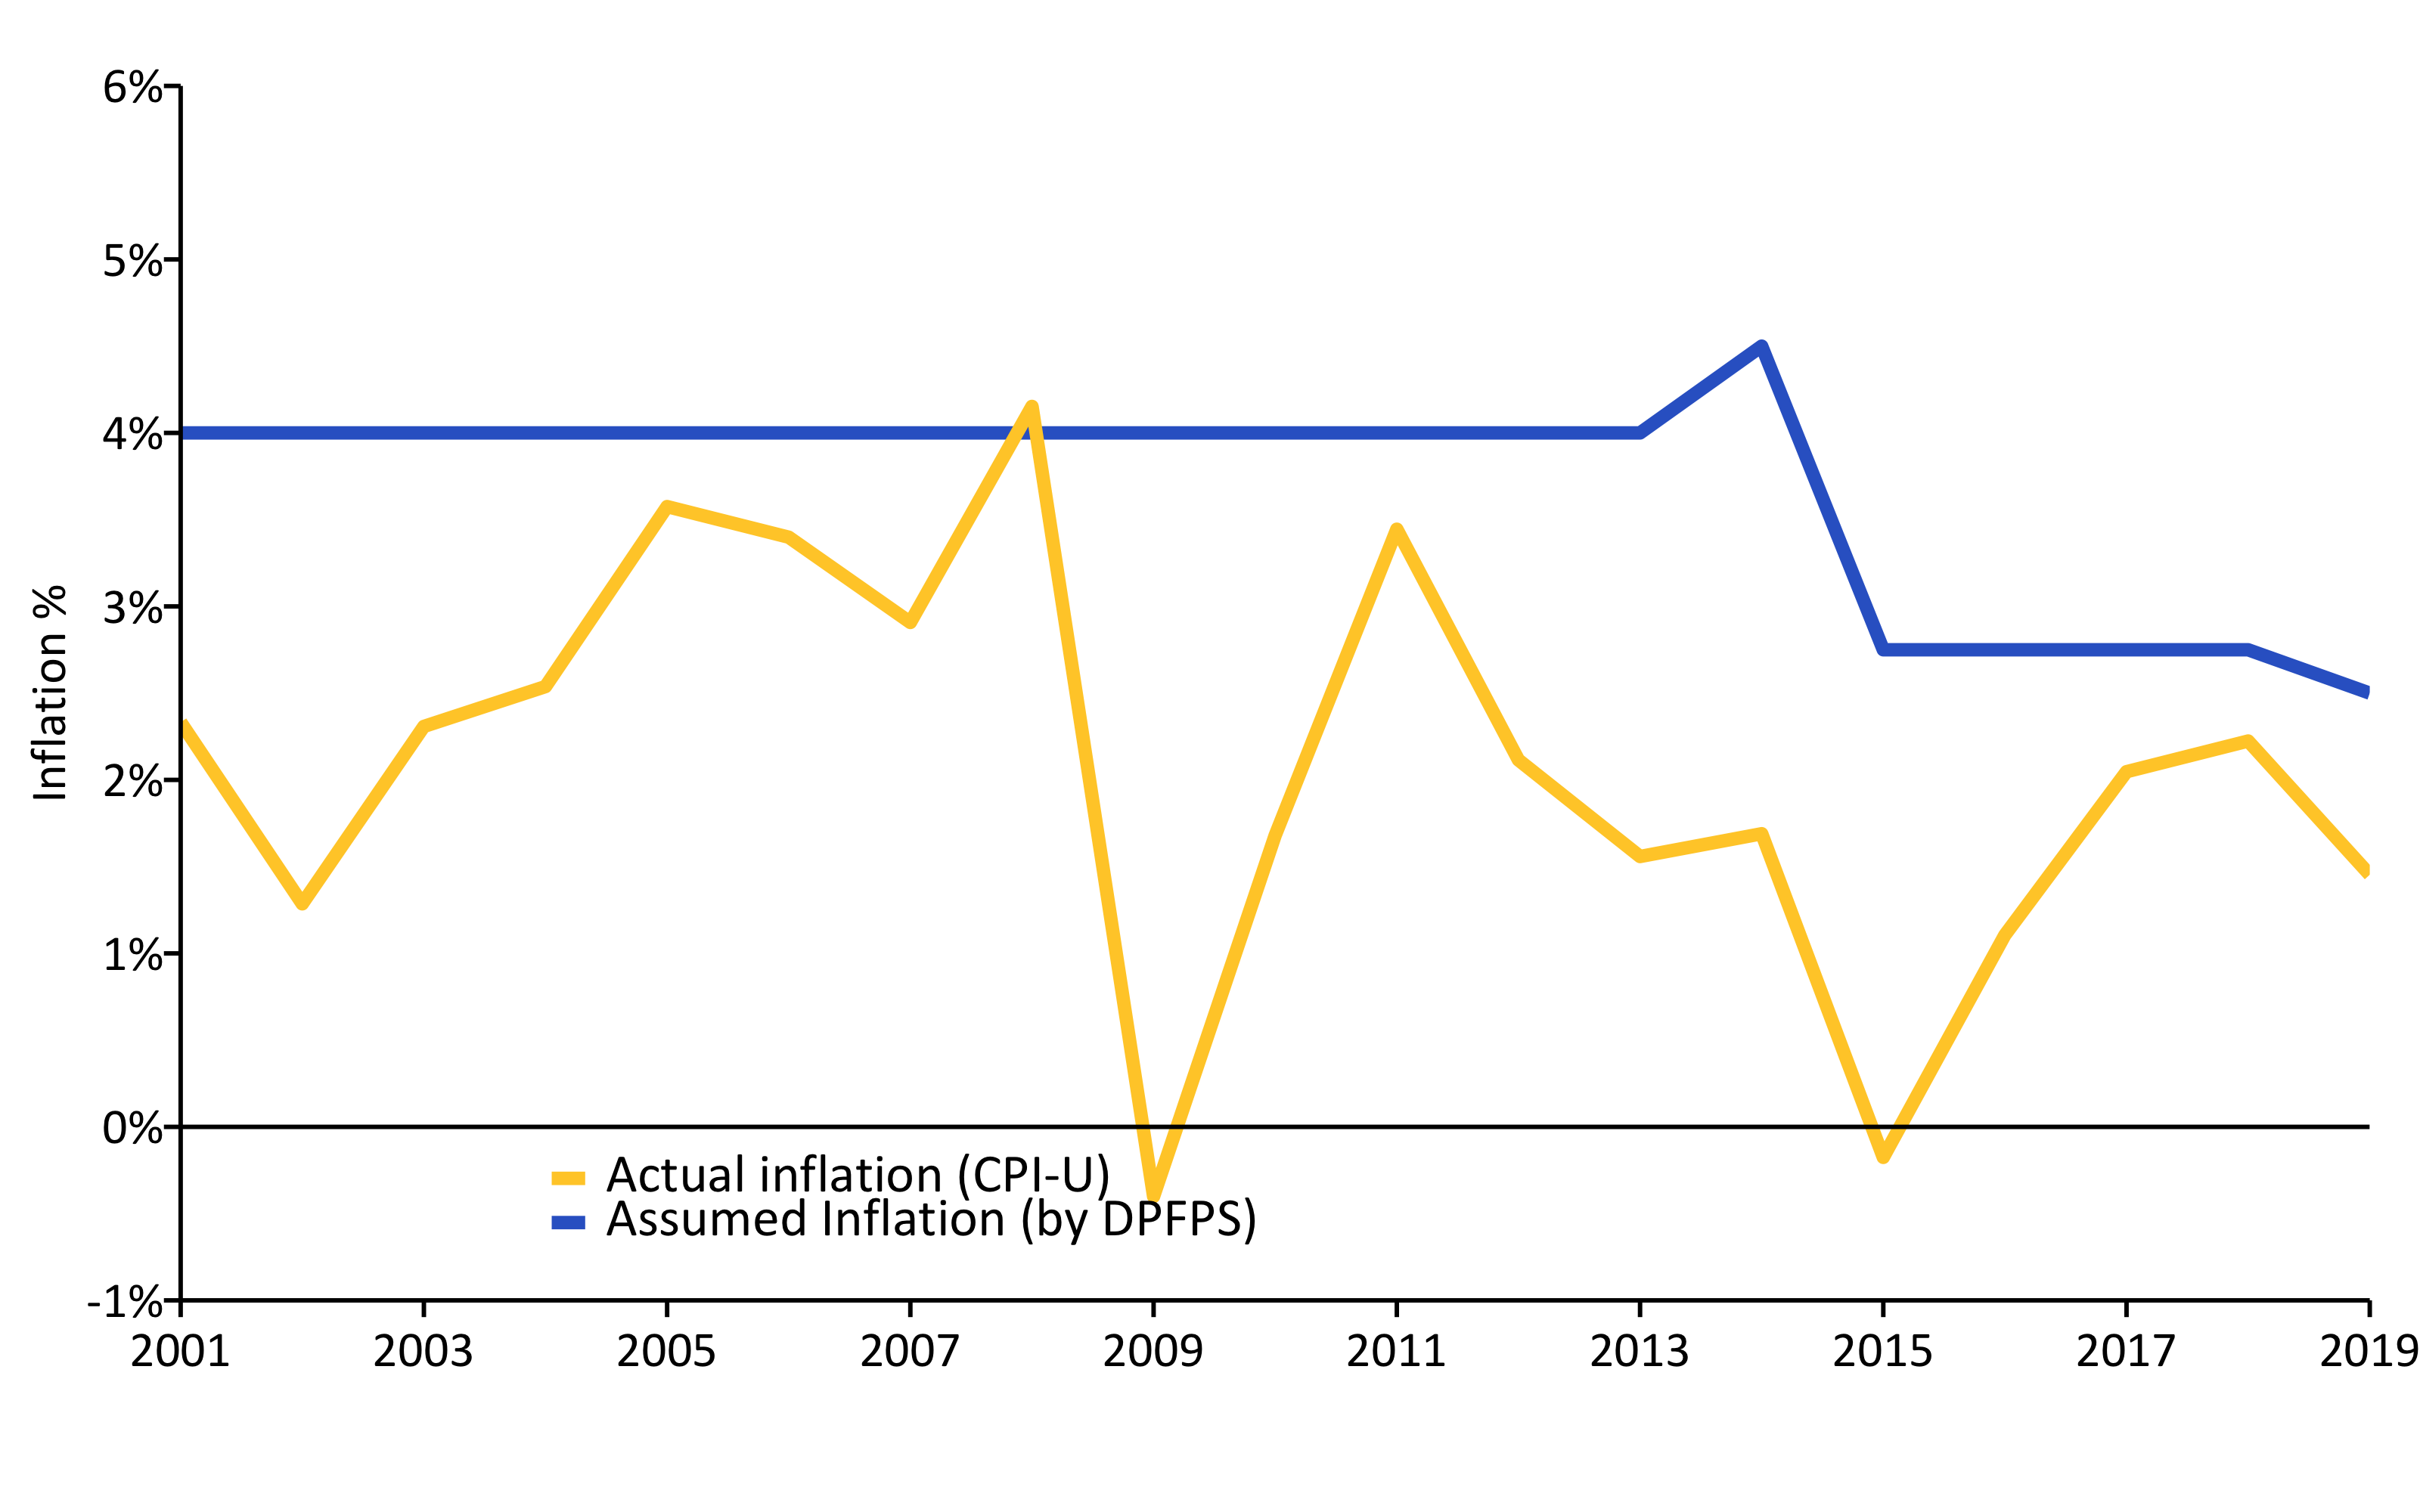 6%
5%
4%
3%
2%
1%
0%
-1%
Inflation %
Actual inflation (CPI-U)
Assumed Inflation (by DPFPS)
2001 2003 2005 2007 2009 2011 2013 2015 2017 2019